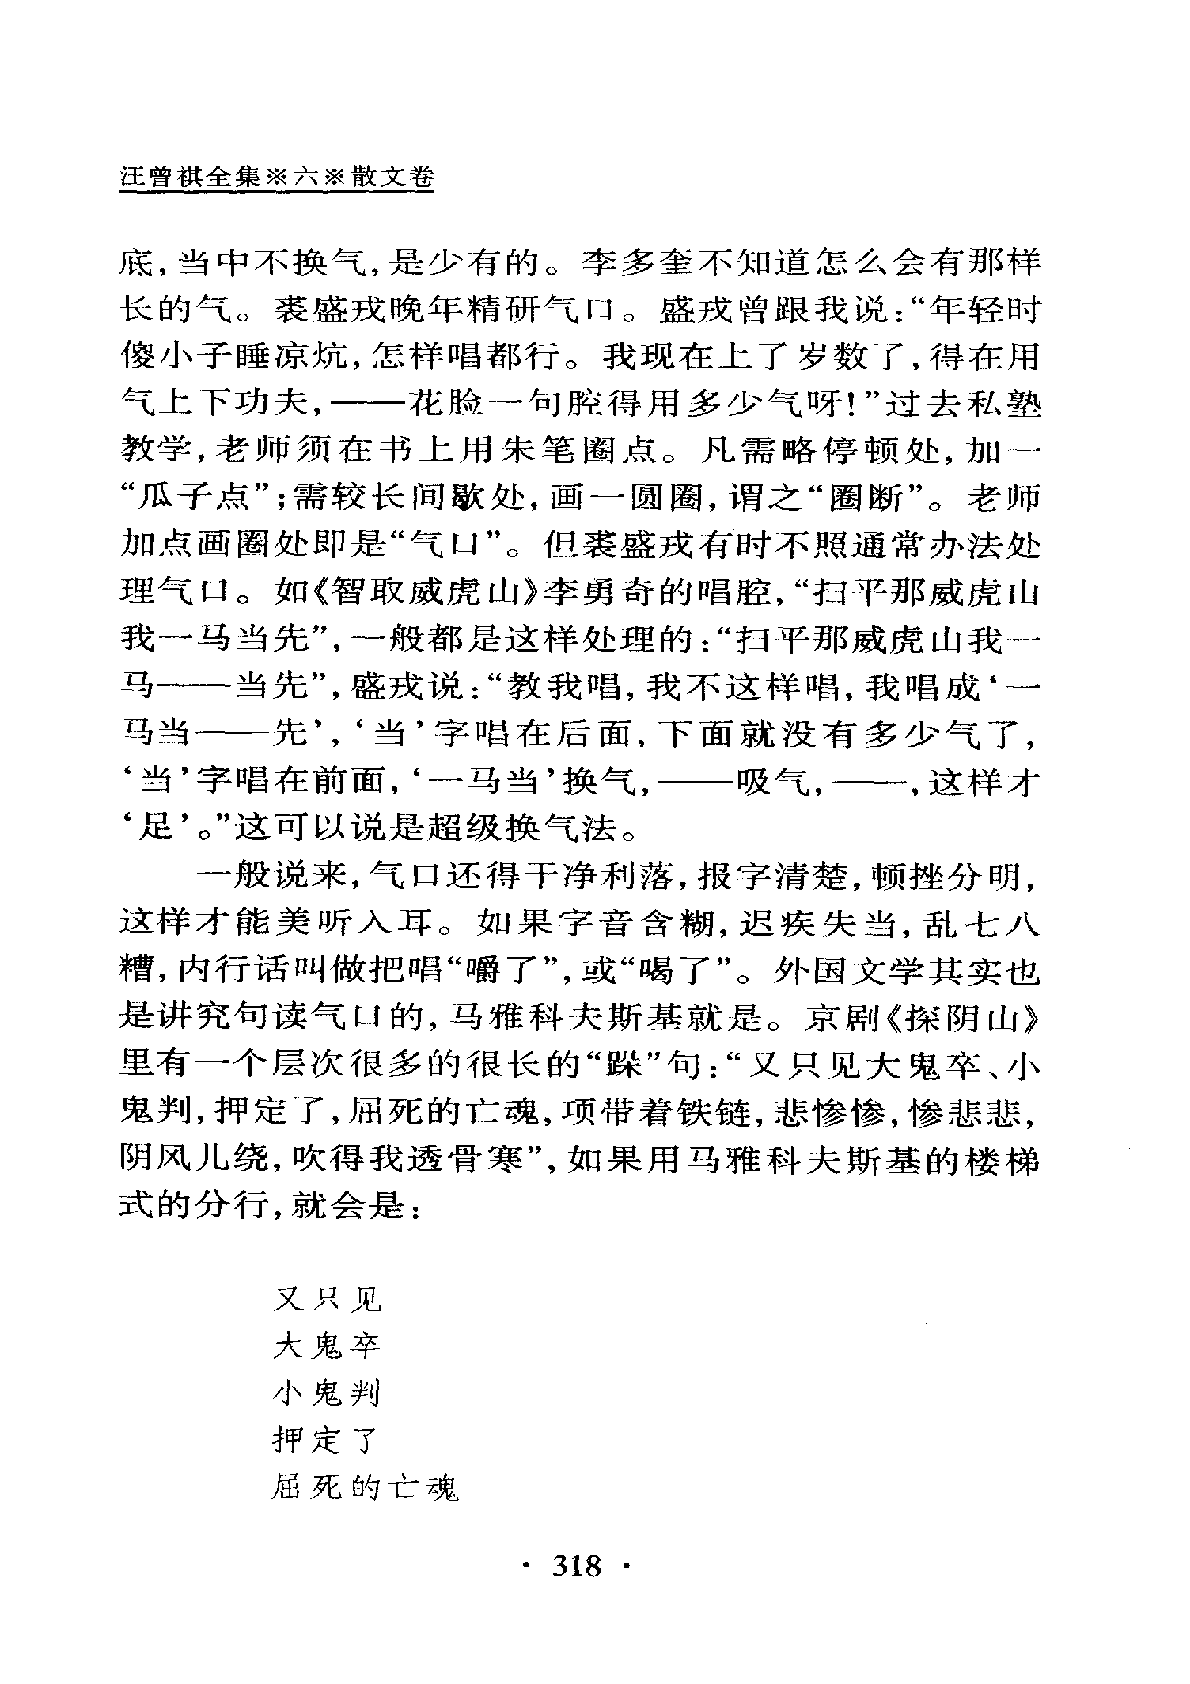 汪曾祺全集※六※散文卷
底,当中不换气,是少有的。李多奎不知道怎么会有那样
长的气。裘盛戎晚年精研气口。盛戎曾跟我说:“年轻时
傻小子睡凉炕,怎样唱都行。我现在上了岁数了,得在用
气上下功夫,——花脸一句腔得用多少气呀!”过去私塾
教学,老师须在书上用朱笔圈点。凡需略停顿处,加一
“瓜子点”;需较长间歇处,画一圆圈,谓之“圈断”。老师
加点画圈处即是“气口”。但裘盛戎有时不照通常办法处
理气口。如《智取威虎山》李勇奇的唱腔,“扫平那威虎山
我一马当先”,一般都是这样处理的:“扫平那威虎山我一
马——当先”,盛戎说:“教我唱,我不这样唱,我唱成‘一
马当——先’,‘当’字唱在后面,下面就没有多少气了,
‘当’字唱在前面,‘一马当’换气,——吸气,——,这样才
‘足’。”这可以说是超级换气法。
一般说来,气口还得干净利落,报字清楚,顿挫分明,
这样才能美听入耳。如果字音含糊,迟疾失当,乱七八
糟,内行话叫做把唱“嚼了”,或“喝了”。外国文学其实也
是讲究句读气口的,马雅科夫斯基就是。京剧《探阴山》
里有一个层次很多的很长的“跺”句:“又只见大鬼卒、小
鬼判,押定了,屈死的亡魂,项带着铁链,悲惨惨,惨悲悲,
阴风儿绕,吹得我透骨寒”,如果用马雅科夫斯基的楼梯
式的分行,就会是:
又只见
大鬼卒
小鬼判
押定了
屈死的亡魂
· 318 ·